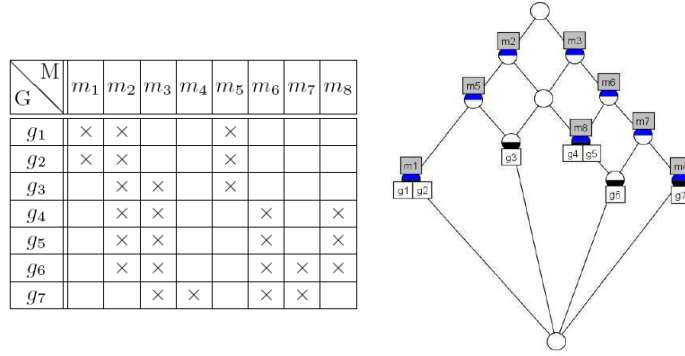 M
G m₁ m₂ m₃ m₄ m₅ m₆ m₇ m₈
g₁ × × ×
g₂ × × ×
g₃ × × ×
g₄ × × × ×
g₅ × × × ×
g₆ × × × × ×
g₇ × × × ×
m2 m3
m5 m6
m8 m7
g3 g4 g5
m1 m4
g1 g2 g6 g7